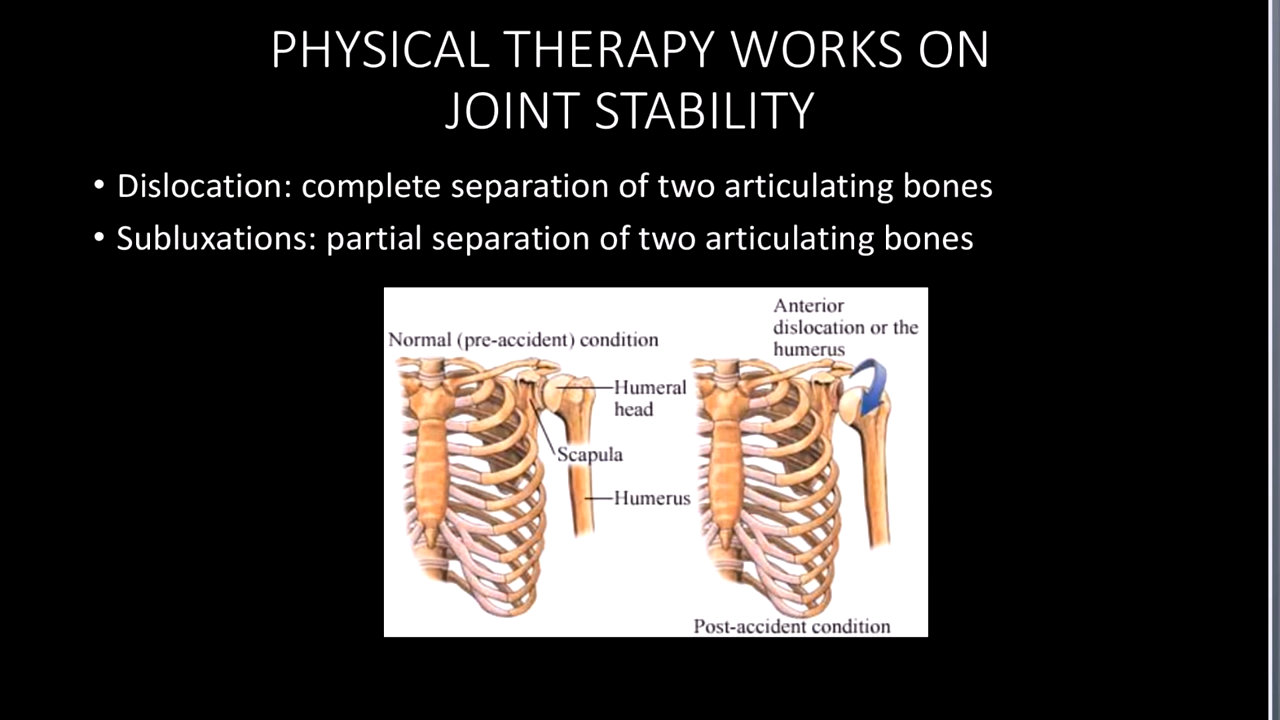 PHYSICAL THERAPY WORKS ON
JOINT STABILITY
• Dislocation: complete separation of two articulating bones
• Subluxations: partial separation of two articulating bones
Normal (pre-accident) condition
Humeral
head
Scapula
Humerus
Anterior
dislocation or the
humerus
Post-accident condition